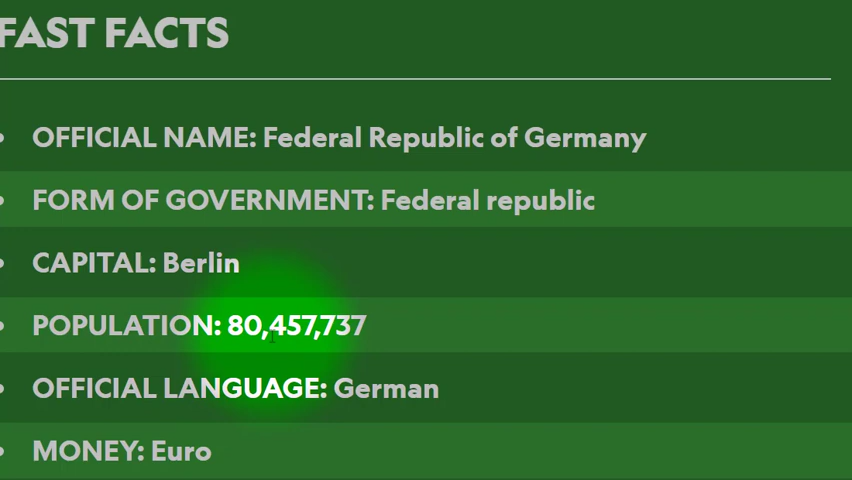 FAST FACTS
OFFICIAL NAME: Federal Republic of Germany
FORM OF GOVERNMENT: Federal republic
CAPITAL: Berlin
POPULATION: 80,457,737
OFFICIAL LANGUAGE: German
MONEY: Euro